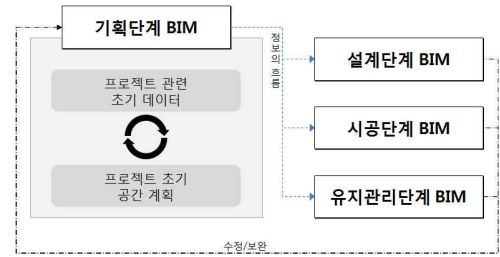 기획단계 BIM
프로젝트 관련
초기 데이터
프로젝트 초기
공간 계획
정보의 흐름
설계단계 BIM
시공단계 BIM
유지관리단계 BIM
수정/보완